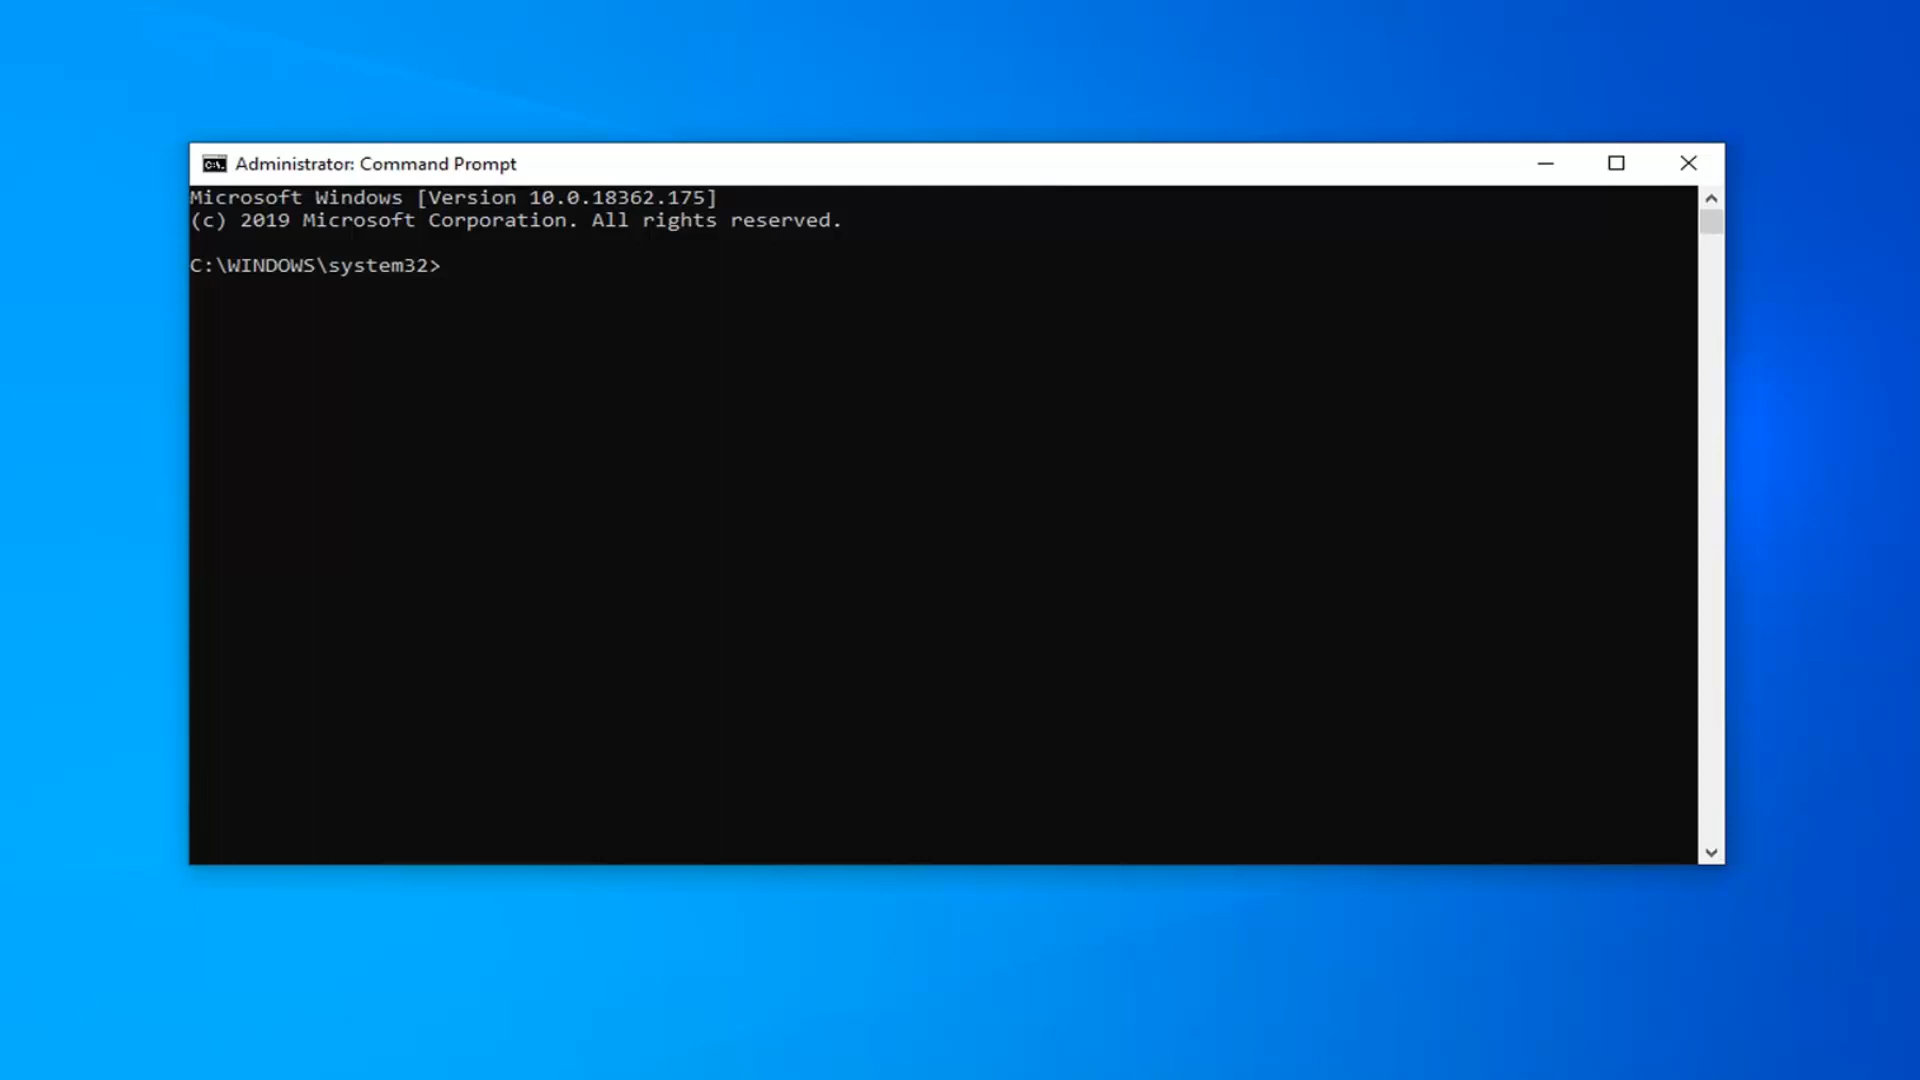 Administrator: Command Prompt
Microsoft Windows [Version 10.0.18362.175]
(c) 2019 Microsoft Corporation. All rights reserved.
C:\WINDOWS\system32>